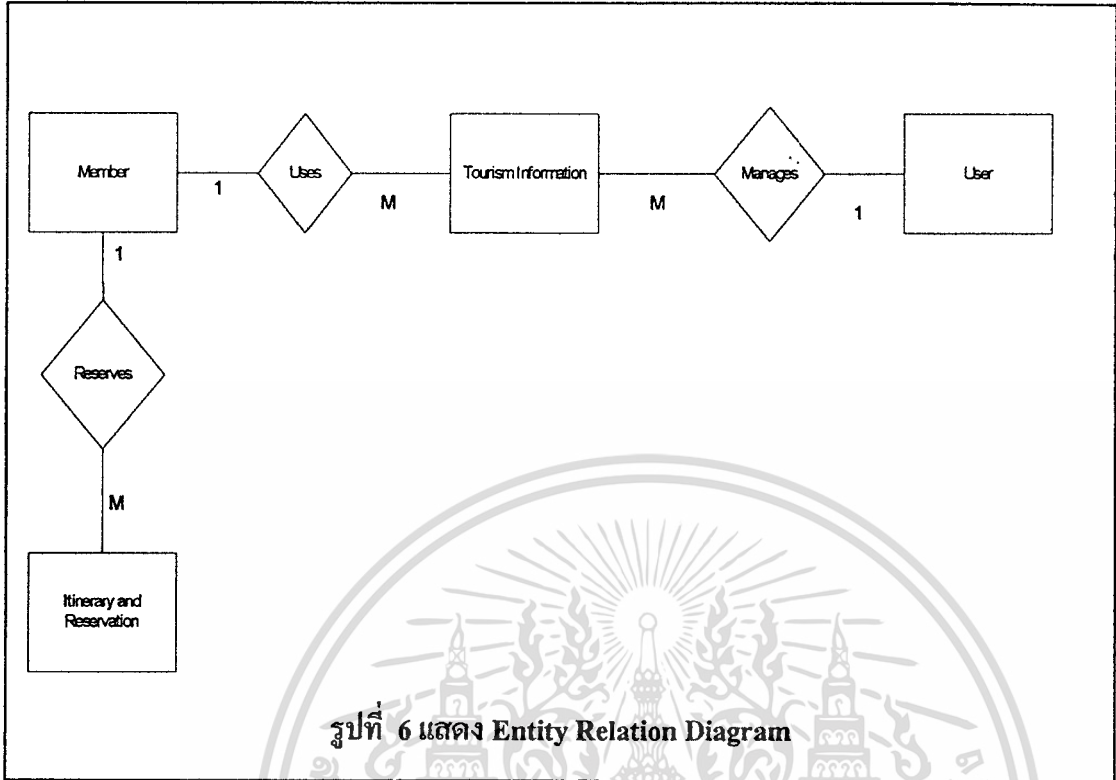 Member
1
Uses
M
Tourism Information
M
Manages
1
User
1
Reserves
M
Itinerary and
Reservation
รูปที่ 6 แสดง Entity Relation Diagram